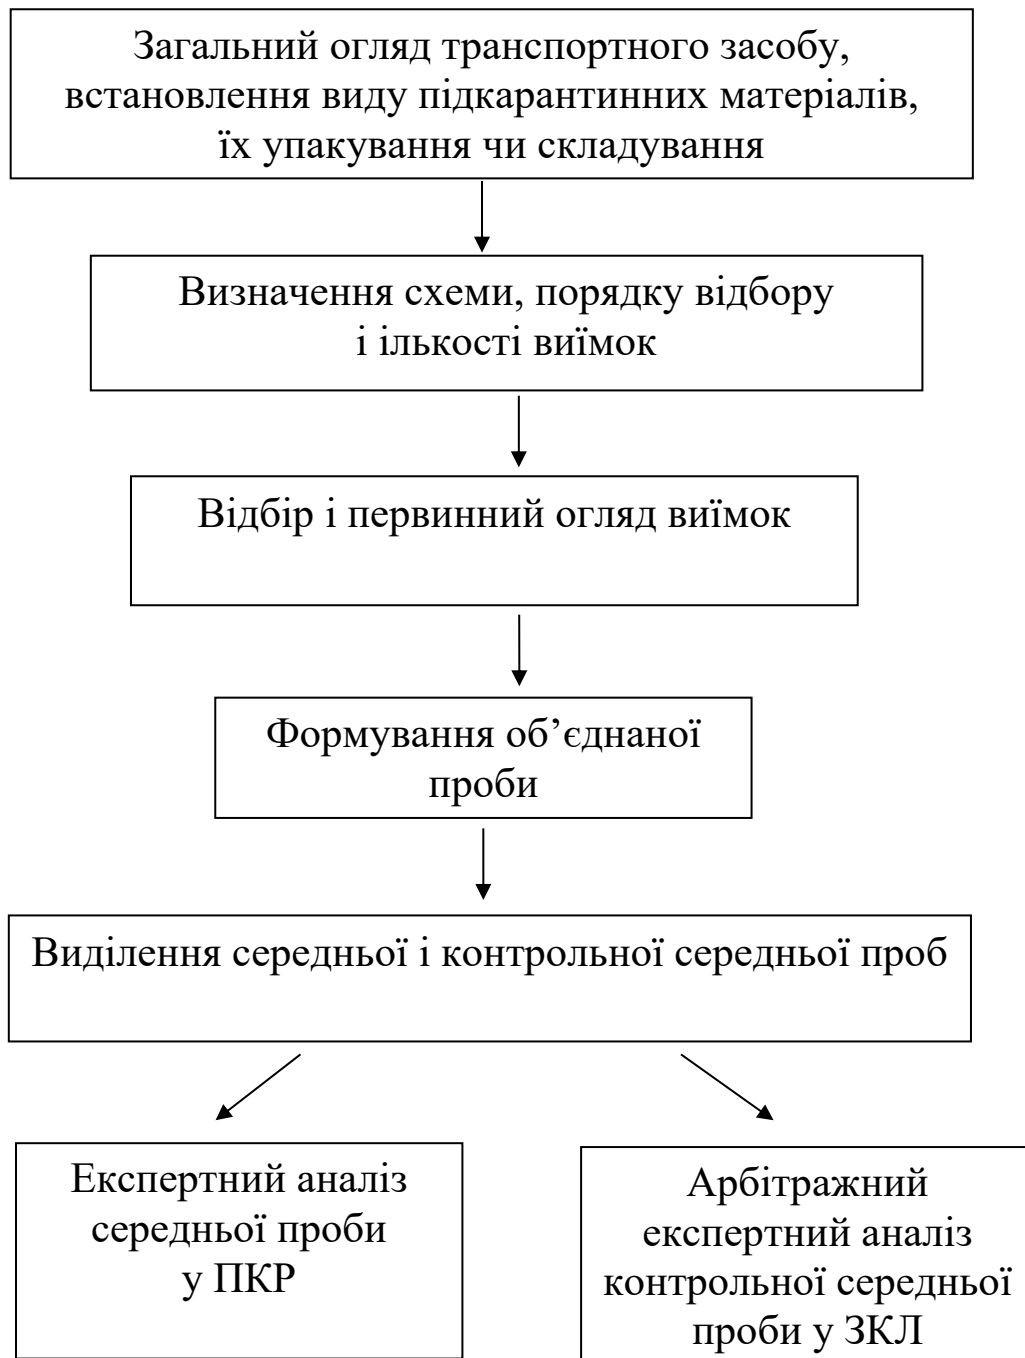 Загальний огляд транспортного засобу,
встановлення виду підкарантинних матеріалів,
їх упакування чи складування
Визначення схеми, порядку відбору
і ількості виїмок
Відбір і первинний огляд виїмок
Формування об’єднаної
проби
Виділення середньої і контрольної середньої проб
Експертний аналіз
середньої проби
у ПКР
Арбітражний
експертний аналіз
контрольної середньої
проби у ЗКЛ